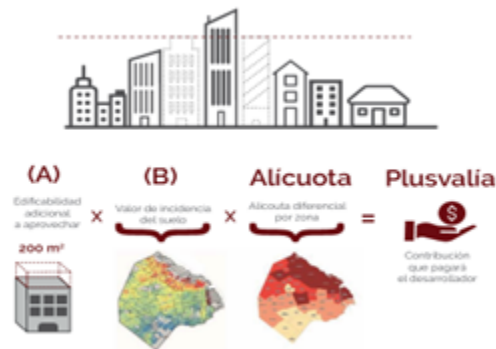 (A)
Edificabilidad
adicional
a aprovechar
200 m²
x
(B)
Valor de incidencia
del suelo
x
Alícuota
Alícouta diferencial
por zona
=
Plusvalía
$
Contribución
que pagará
el desarrollador